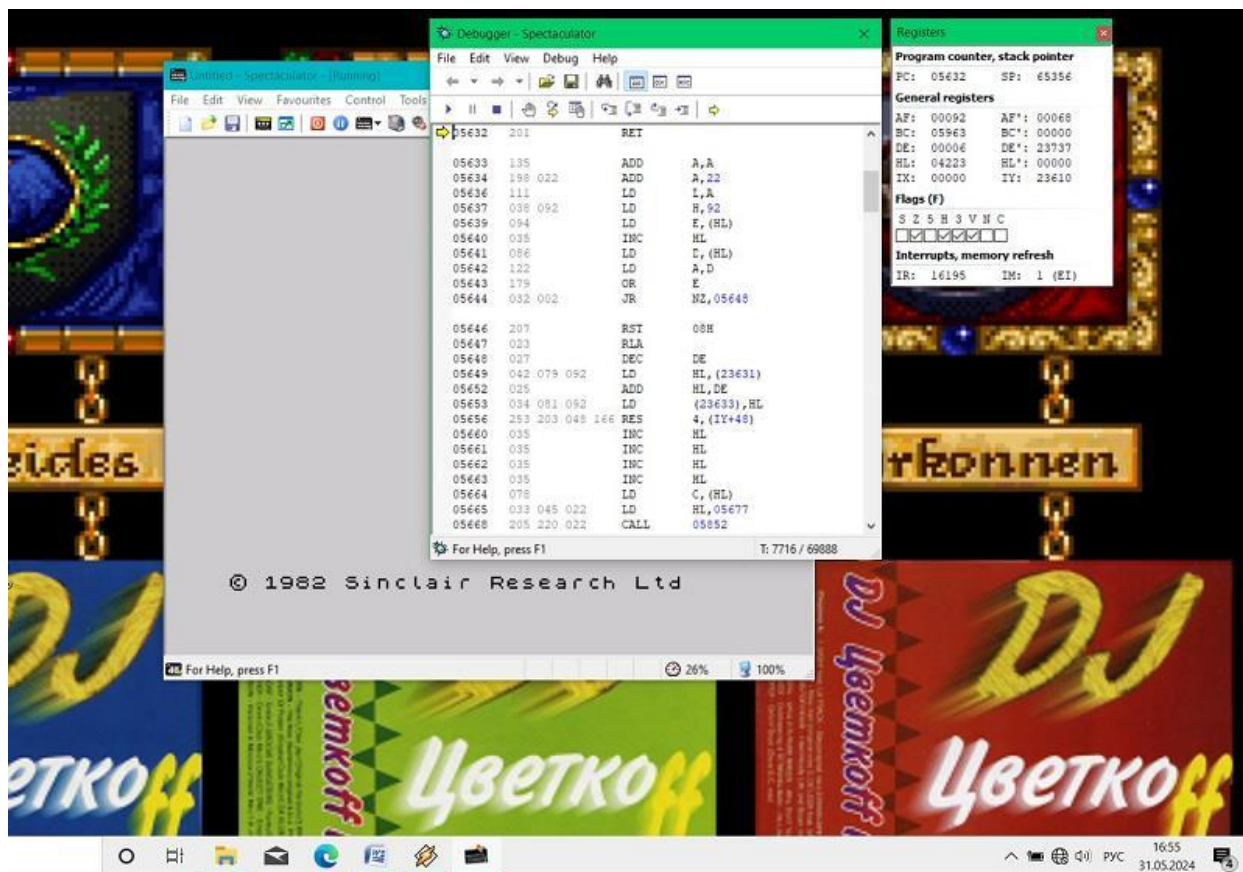 Debugger - Spectaculator
File Edit View Debug Help
05632 201 RET
05633 135 ADD A,A
05634 198 022 ADD A,22
05636 111 LD L,A
05637 038 092 LD H,92
05639 094 LD E,(HL)
05640 035 INC HL
05641 086 LD D,(HL)
05642 122 LD A,D
05643 179 OR E
05644 032 002 JR NZ,05648
05646 207 RST 08H
05647 023 RLA
05648 027 DEC DE
05649 042 079 092 LD HL,(23631)
05652 025 ADD HL,DE
05653 034 081 092 LD (23633),HL
05656 253 203 048 166 RES 4,(IY+48)
05660 035 INC HL
05661 035 INC HL
05662 035 INC HL
05663 035 INC HL
05664 078 LD C,(HL)
05665 033 045 022 LD HL,05677
05668 205 220 022 CALL 05852
For Help, press F1 T: 7716 / 69888
Registers
Program counter, stack pointer
PC: 05632 SP: 65356
General registers
AF: 00092 AF': 00068
BC: 05963 BC': 00000
DE: 00006 DE': 23737
HL: 04223 HL': 00000
IX: 00000 IY: 23610
Flags (F)
S Z 5 H 3 V N C
Interrupts, memory refresh
IR: 16195 IM: 1 (EI)
Untitled - Spectaculator - [Running]
File Edit View Favourites Control Tools
© 1982 Sinclair Research Ltd
For Help, press F1 26% 100%
eides
rkonnen
DJ
DJ Цветкоff
DJ
еткоff
Цветкоff
Цветкоff
РУС
16:55
31.05.2024
4